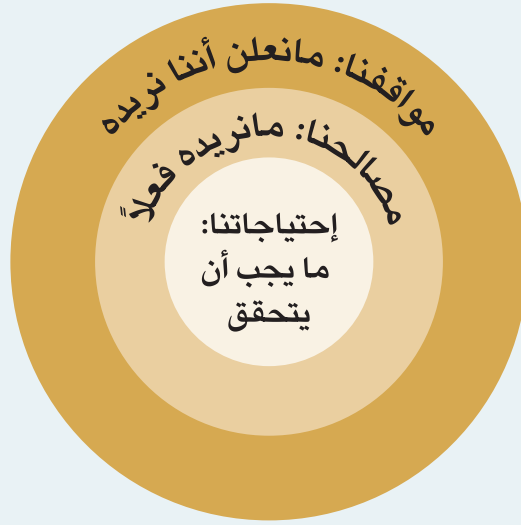 مواقفنا: مانعلن أننا نريده
مصالحنا: مانريده فعلاً
إحتياجاتنا:
ما يجب أن
يتحقق